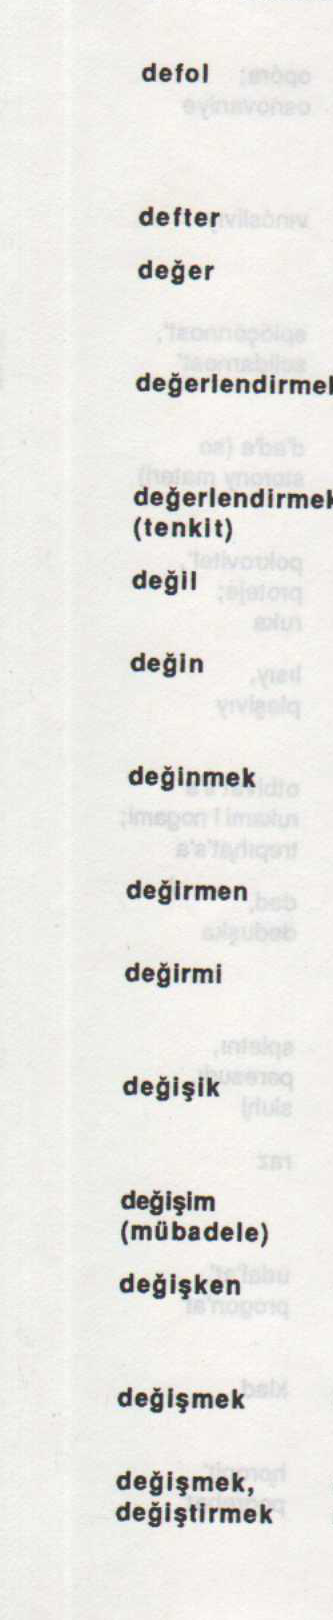 defol
defter
değer
değerlendirmek
değerlendirmek
(tenkit)
değil
değin
değinmek
değirmen
değirmi
değişik
değişim
(mübadele)
değişken
değişmek
değişmek,
değiştirmek